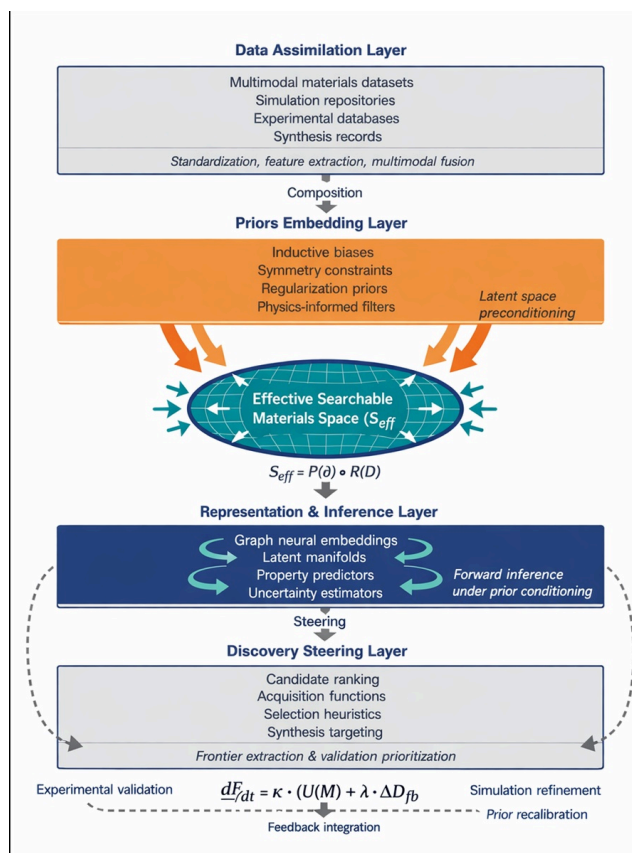 Data Assimilation Layer
Multimodal materials datasets
Simulation repositories
Experimental databases
Synthesis records
Standardization, feature extraction, multimodal fusion
Composition
Priors Embedding Layer
Inductive biases
Symmetry constraints
Regularization priors
Physics-informed filters
Latent space
preconditioning
Effective Searchable
Materials Space (S_eff
S_eff = P(∂) ∘ R(D)
Representation & Inference Layer
Graph neural embeddings
Latent manifolds
Property predictors
Uncertainty estimators
Forward inference
under prior conditioning
Steering
Discovery Steering Layer
Candidate ranking
Acquisition functions
Selection heuristics
Synthesis targeting
Frontier extraction & validation prioritization
Experimental validation
dF/dt = κ · (U(M) + λ · ΔD_fb
Simulation refinement
Prior recalibration
Feedback integration